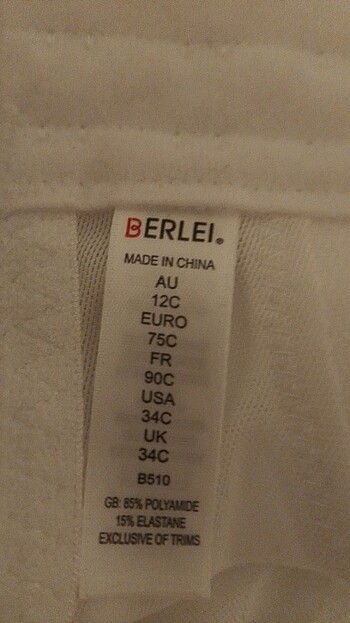 BERLEI®
MADE IN CHINA
AU
12C
EURO
75C
FR
90C
USA
34C
UK
34C
B510
GB: 85% POLYAMIDE
15% ELASTANE
EXCLUSIVE OF TRIMS